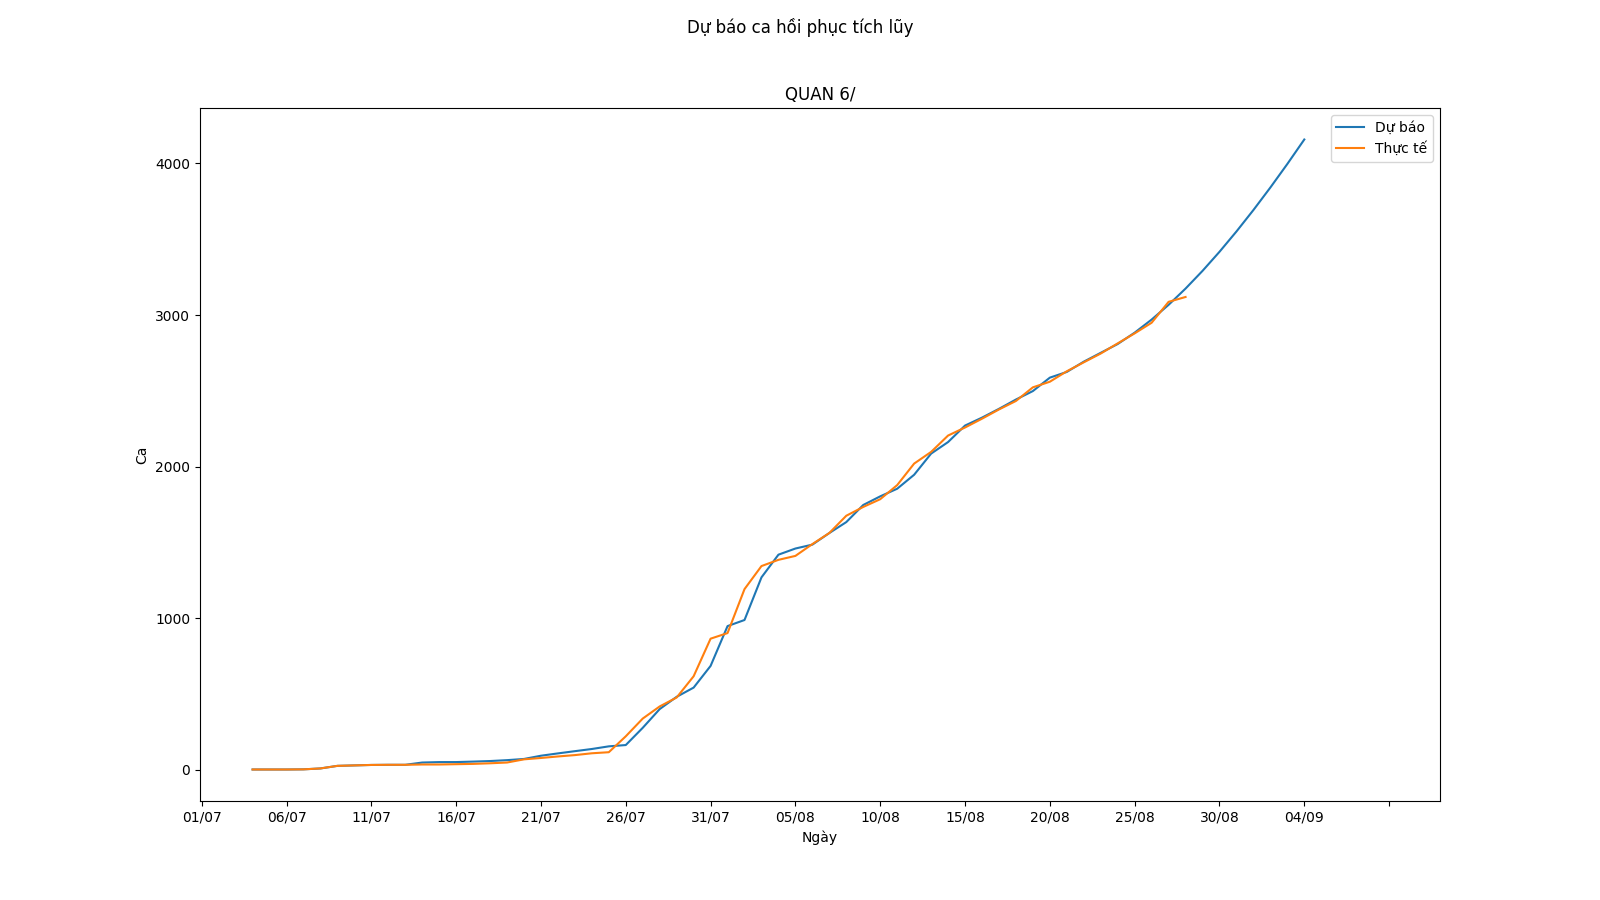 Dự báo ca hồi phục tích lũy
QUAN 6/
Dự báo
Thực tế
4000
3000
2000
1000
0
Ca
01/07 06/07 11/07 16/07 21/07 26/07 31/07 05/08 10/08 15/08 20/08 25/08 30/08 04/09
Ngày